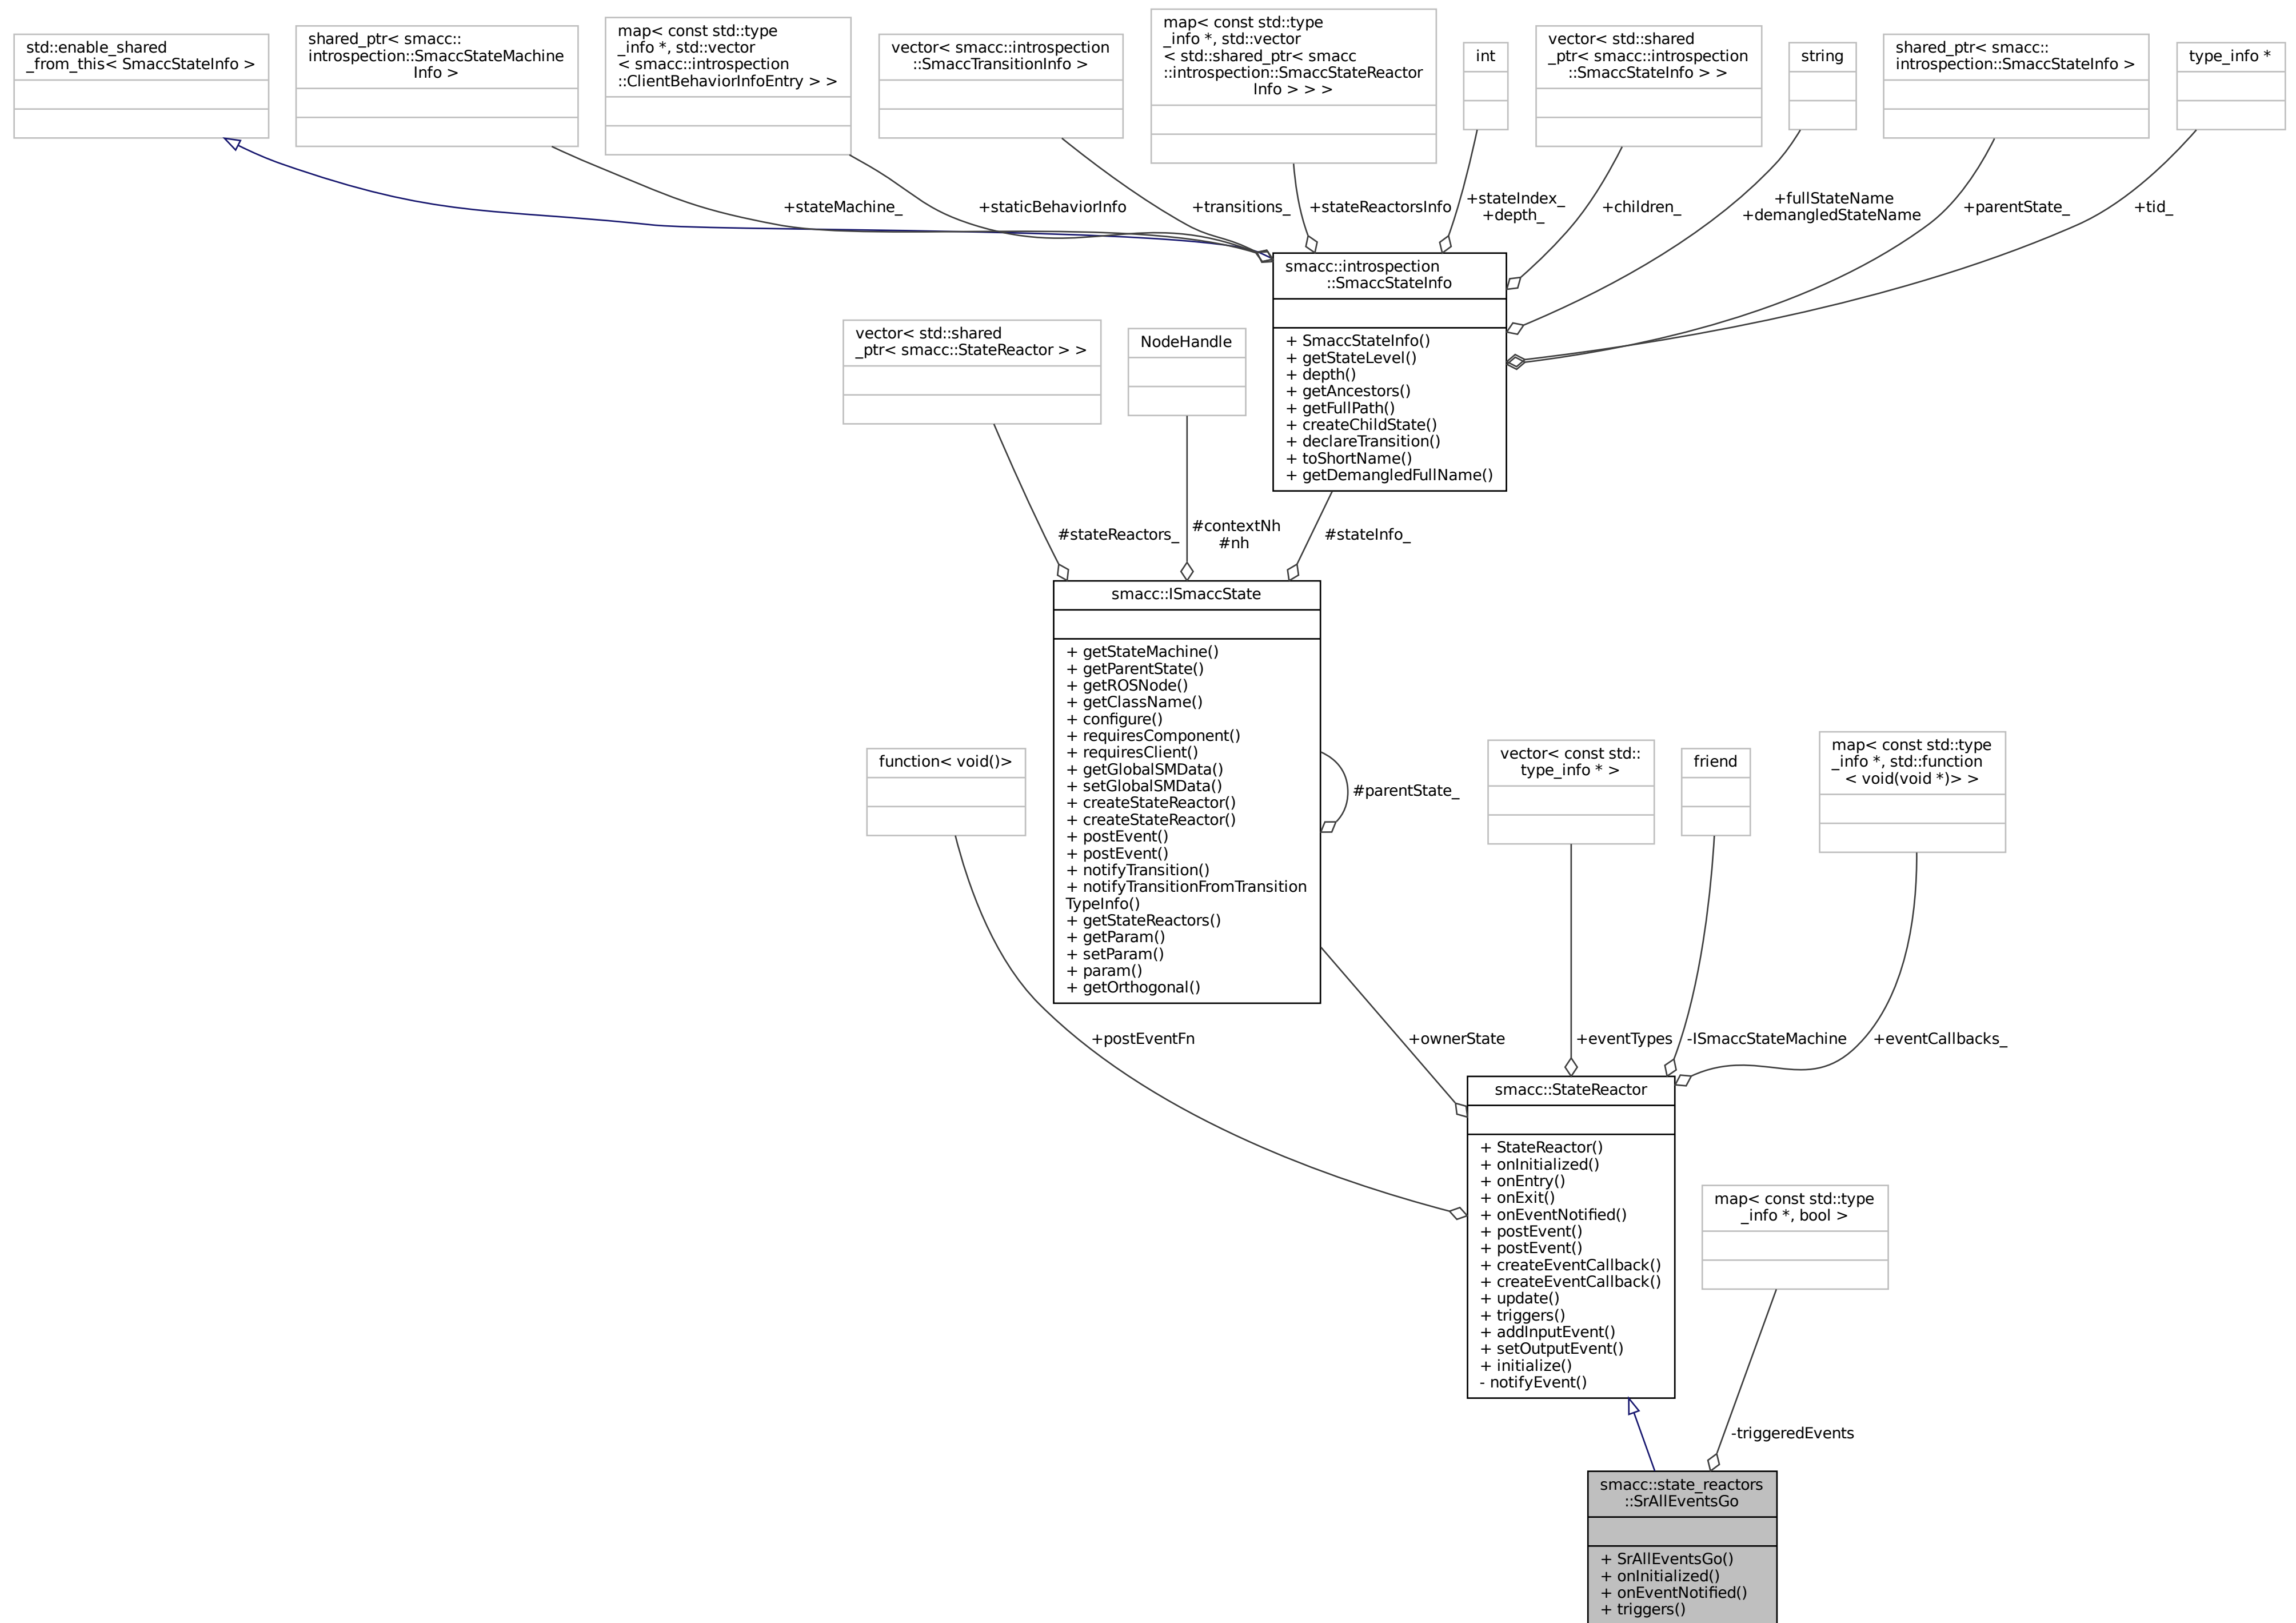 std::enable_shared
_from_this< SmaccStateInfo >
shared_ptr< smacc::
introspection::SmaccStateMachine
Info >
map< const std::type
_info *, std::vector
< smacc::introspection
::ClientBehaviorInfoEntry > >
vector< smacc::introspection
::SmaccTransitionInfo >
map< const std::type
_info *, std::vector
< std::shared_ptr< smacc
::introspection::SmaccStateReactor
Info > > >
int
vector< std::shared
_ptr< smacc::introspection
::SmaccStateInfo > >
string
shared_ptr< smacc::
introspection::SmaccStateInfo >
type_info *
+stateMachine_
+staticBehaviorInfo
+transitions_
+stateReactorsInfo
+stateIndex_
+depth_
+children_
+fullStateName
+demangledStateName
+parentState_
+tid_
smacc::introspection
::SmaccStateInfo
+ SmaccStateInfo()
+ getStateLevel()
+ depth()
+ getAncestors()
+ getFullPath()
+ createChildState()
+ declareTransition()
+ toShortName()
+ getDemangledFullName()
vector< std::shared
_ptr< smacc::StateReactor > >
NodeHandle
#stateReactors_
#contextNh
#nh
#stateInfo_
smacc::ISmaccState
+ getStateMachine()
+ getParentState()
+ getROSNode()
+ getClassName()
+ configure()
+ requiresComponent()
+ requiresClient()
+ getGlobalSMData()
+ setGlobalSMData()
+ createStateReactor()
+ createStateReactor()
+ postEvent()
+ postEvent()
+ notifyTransition()
+ notifyTransitionFromTransition
TypeInfo()
+ getStateReactors()
+ getParam()
+ setParam()
+ param()
+ getOrthogonal()
#parentState_
function< void()>
vector< const std::
type_info * >
friend
map< const std::type
_info *, std::function
< void(void *)> >
+postEventFn
+ownerState
+eventTypes
-ISmaccStateMachine
+eventCallbacks_
smacc::StateReactor
+ StateReactor()
+ onInitialized()
+ onEntry()
+ onExit()
+ onEventNotified()
+ postEvent()
+ postEvent()
+ createEventCallback()
+ createEventCallback()
+ update()
+ triggers()
+ addInputEvent()
+ setOutputEvent()
+ initialize()
- notifyEvent()
map< const std::type
_info *, bool >
-triggeredEvents
smacc::state_reactors
::SrAllEventsGo
+ SrAllEventsGo()
+ onInitialized()
+ onEventNotified()
+ triggers()